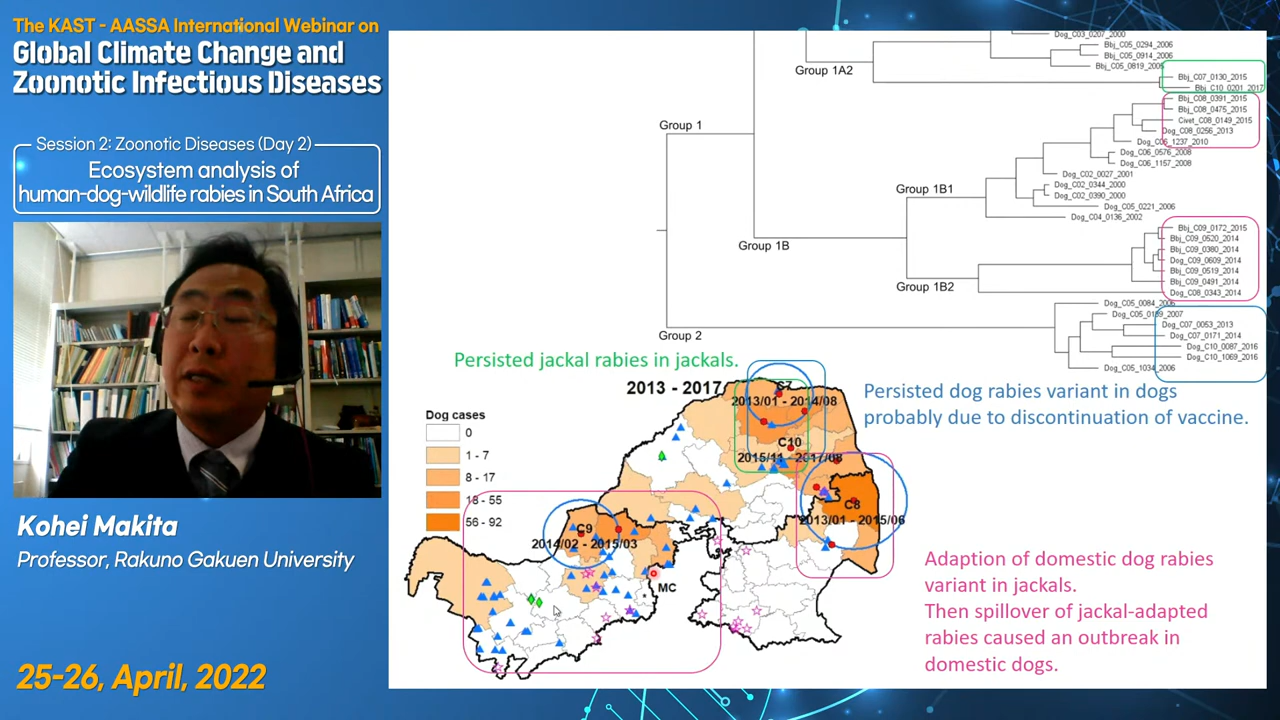 The KAST - AASSA International Webinar on
Global Climate Change and
Zoonotic Infectious Diseases
Session 2: Zoonotic Diseases (Day 2)
Ecosystem analysis of
human-dog-wildlife rabies in South Africa
Kohei Makita
Professor, Rakuno Gakuen University
25-26, April, 2022
Dog_C03_0207_2000
Bbj_C05_0294_2006
Bbj_C05_0914_2006
Bbj_C05_0819_2006
Group 1A2
Bbj_C07_0130_2015
Bbj_C10_0201_2017
Bbj_C08_0391_2015
Bbj_C08_0475_2015
Civet_C08_0149_2015
Group 1
Dog_C08_0256_2013
Dog_C06_1237_2010
Dog_C06_0576_2008
Dog_C06_1157_2008
Dog_C02_0027_2001
Group 1B1
Dog_C02_0344_2000
Dog_C02_0390_2000
Dog_C05_0221_2006
Dog_C04_0136_2002
Bbj_C09_0172_2015
Bbj_C09_0520_2014
Group 1B
Bbj_C09_0380_2014
Dog_C09_0609_2014
Bbj_C09_0519_2014
Group 1B2
Bbj_C09_0491_2014
Dog_C08_0343_2014
Dog_C05_0084_2006
Dog_C07_0053_2013
Group 2
Dog_C07_0171_2014
Dog_C10_0087_2016
Dog_C10_1069_2016
Dog_C05_1034_2006
Persisted jackal rabies in jackals.
2013 - 2017
Dog cases
0
1 - 7
8 - 17
18 - 55
56 - 92
C7
2013/01 - 2014/08
C10
2015/11 - 2017/08
C8
2013/01 - 2015/06
C9
2014/02 - 2015/03
MC
Persisted dog rabies variant in dogs
probably due to discontinuation of vaccine.
Adaption of domestic dog rabies
variant in jackals.
Then spillover of jackal-adapted
rabies caused an outbreak in
domestic dogs.